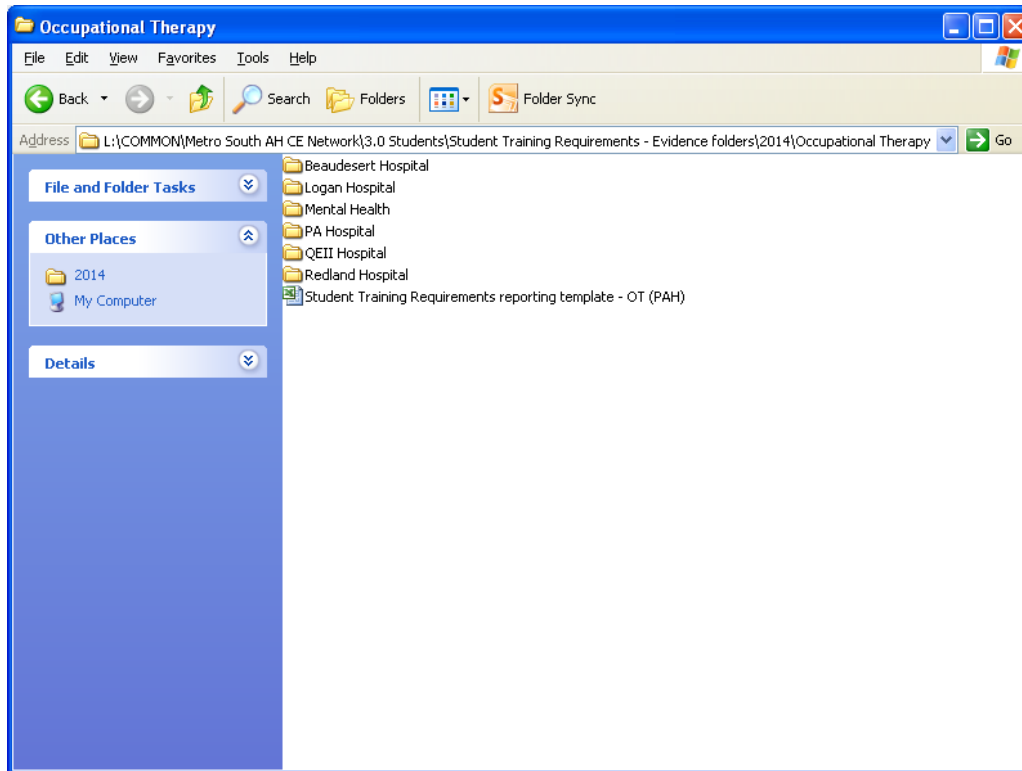 Occupational Therapy
File Edit View Favorites Tools Help
Back Search Folders Folder Sync
Address L:\COMMON\Metro South AH CE Network\3.0 Students\Student Training Requirements - Evidence folders\2014\Occupational Therapy Go
File and Folder Tasks
Other Places
2014
My Computer
Details
Beaudesert Hospital
Logan Hospital
Mental Health
PA Hospital
QEII Hospital
Redland Hospital
Student Training Requirements reporting template - OT (PAH)